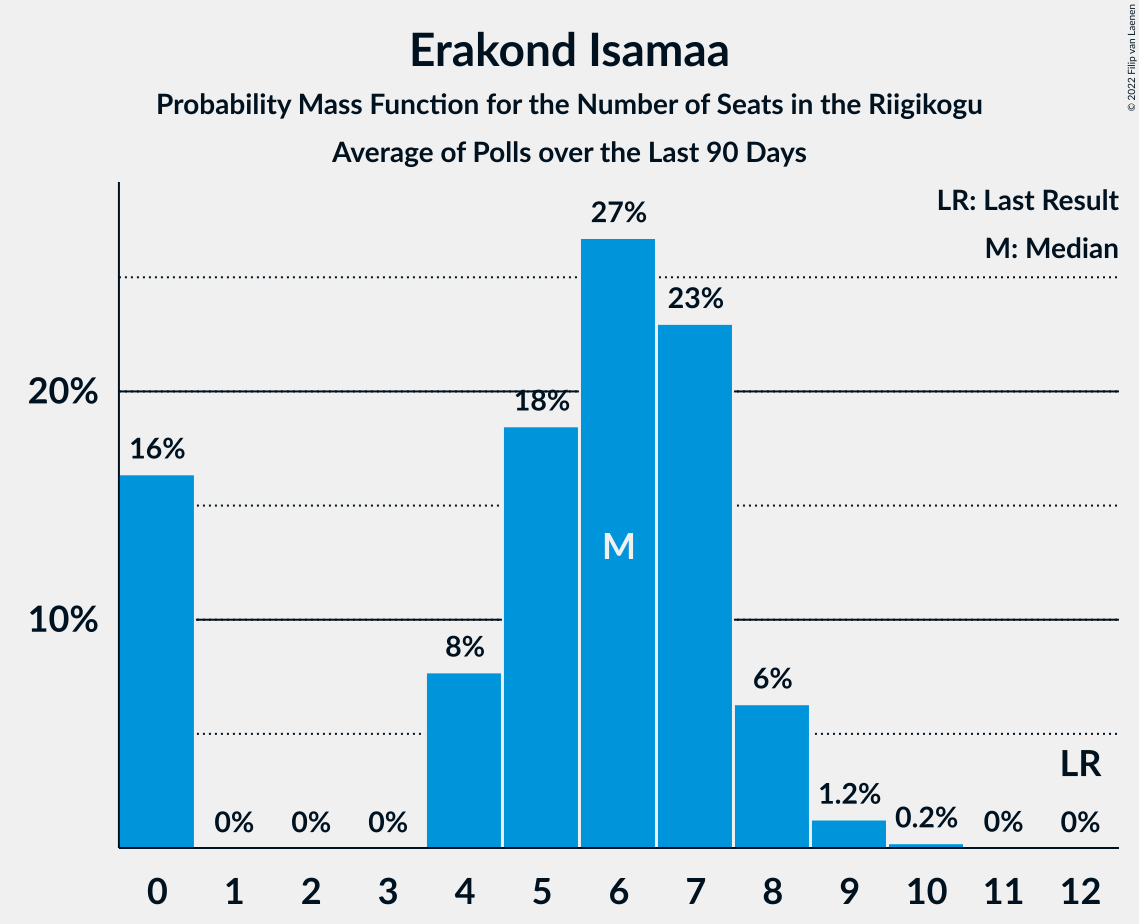 Erakond Isamaa
Probability Mass Function for the Number of Seats in the Riigikogu
Average of Polls over the Last 90 Days
© 2022 Filip van Laenen
LR: Last Result
M: Median
27%
23%
20%
18%
16%
M
10%
8%
6%
LR
1.2%
0.2%
0% 0% 0% 0% 0%
0 1 2 3 4 5 6 7 8 9 10 11 12